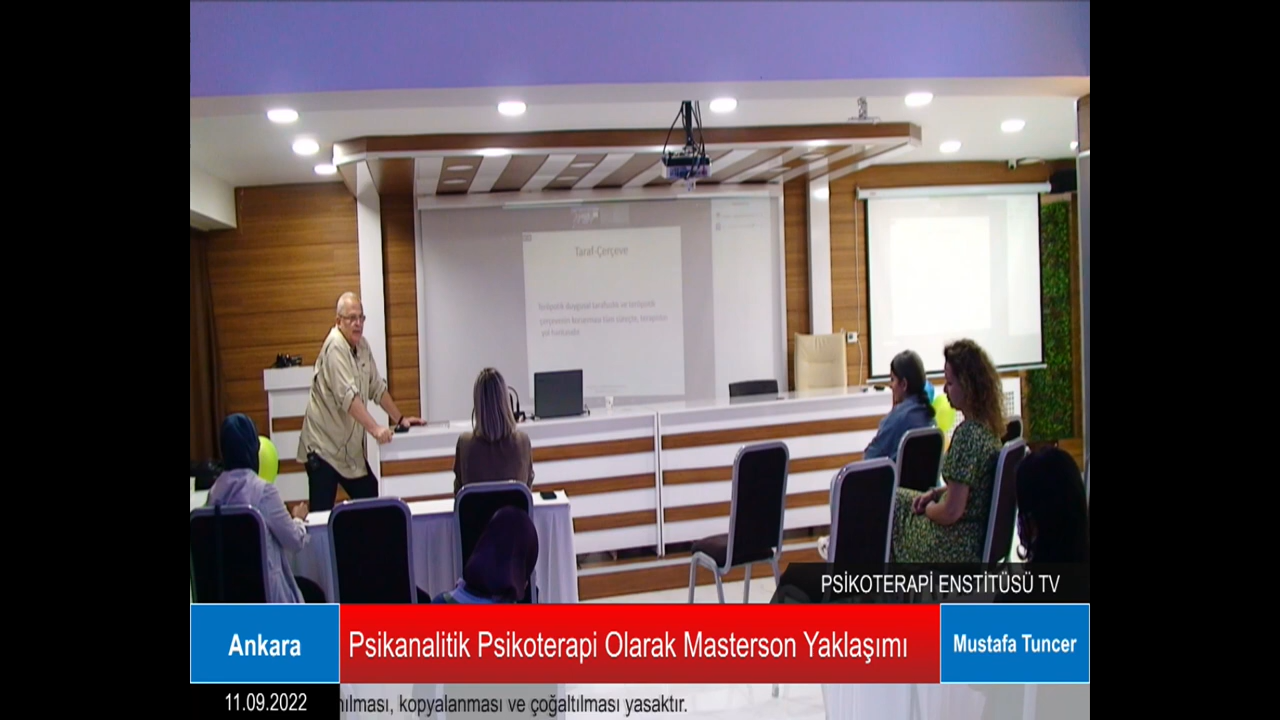 Taraf-Çerçeve
PSİKOTERAPİ ENSTİTÜSÜ TV
Ankara
Psikanalitik Psikoterapi Olarak Masterson Yaklaşımı
Mustafa Tuncer
11.09.2022
kopyalanması ve çoğaltılması yasaktır.